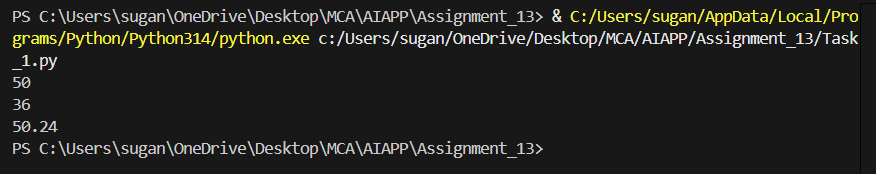 PS C:\Users\sugan\OneDrive\Desktop\MCA\AIAPP\Assignment_13> & C:/Users/sugan/AppData/Local/Pro
grams/Python/Python314/python.exe c:/Users/sugan/OneDrive/Desktop/MCA/AIAPP/Assignment_13/Task
_1.py
50
36
50.24
PS C:\Users\sugan\OneDrive\Desktop\MCA\AIAPP\Assignment_13>